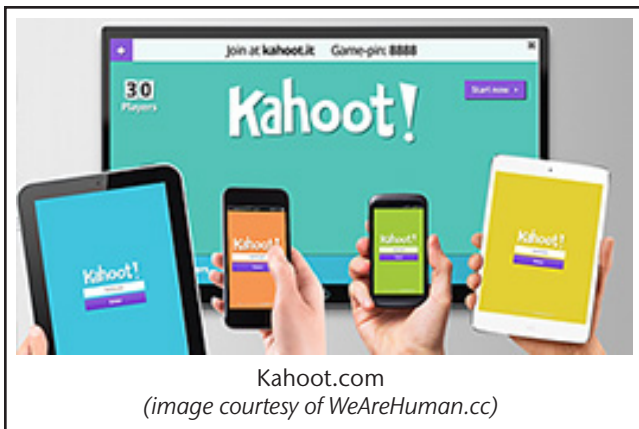 Join at kahoot.it Game-pin: 8888
30
Players
Start now
Kahoot!
Kahoot!
Kahoot!
Kahoot!
Kahoot!
Kahoot.com
(image courtesy of WeAreHuman.cc)